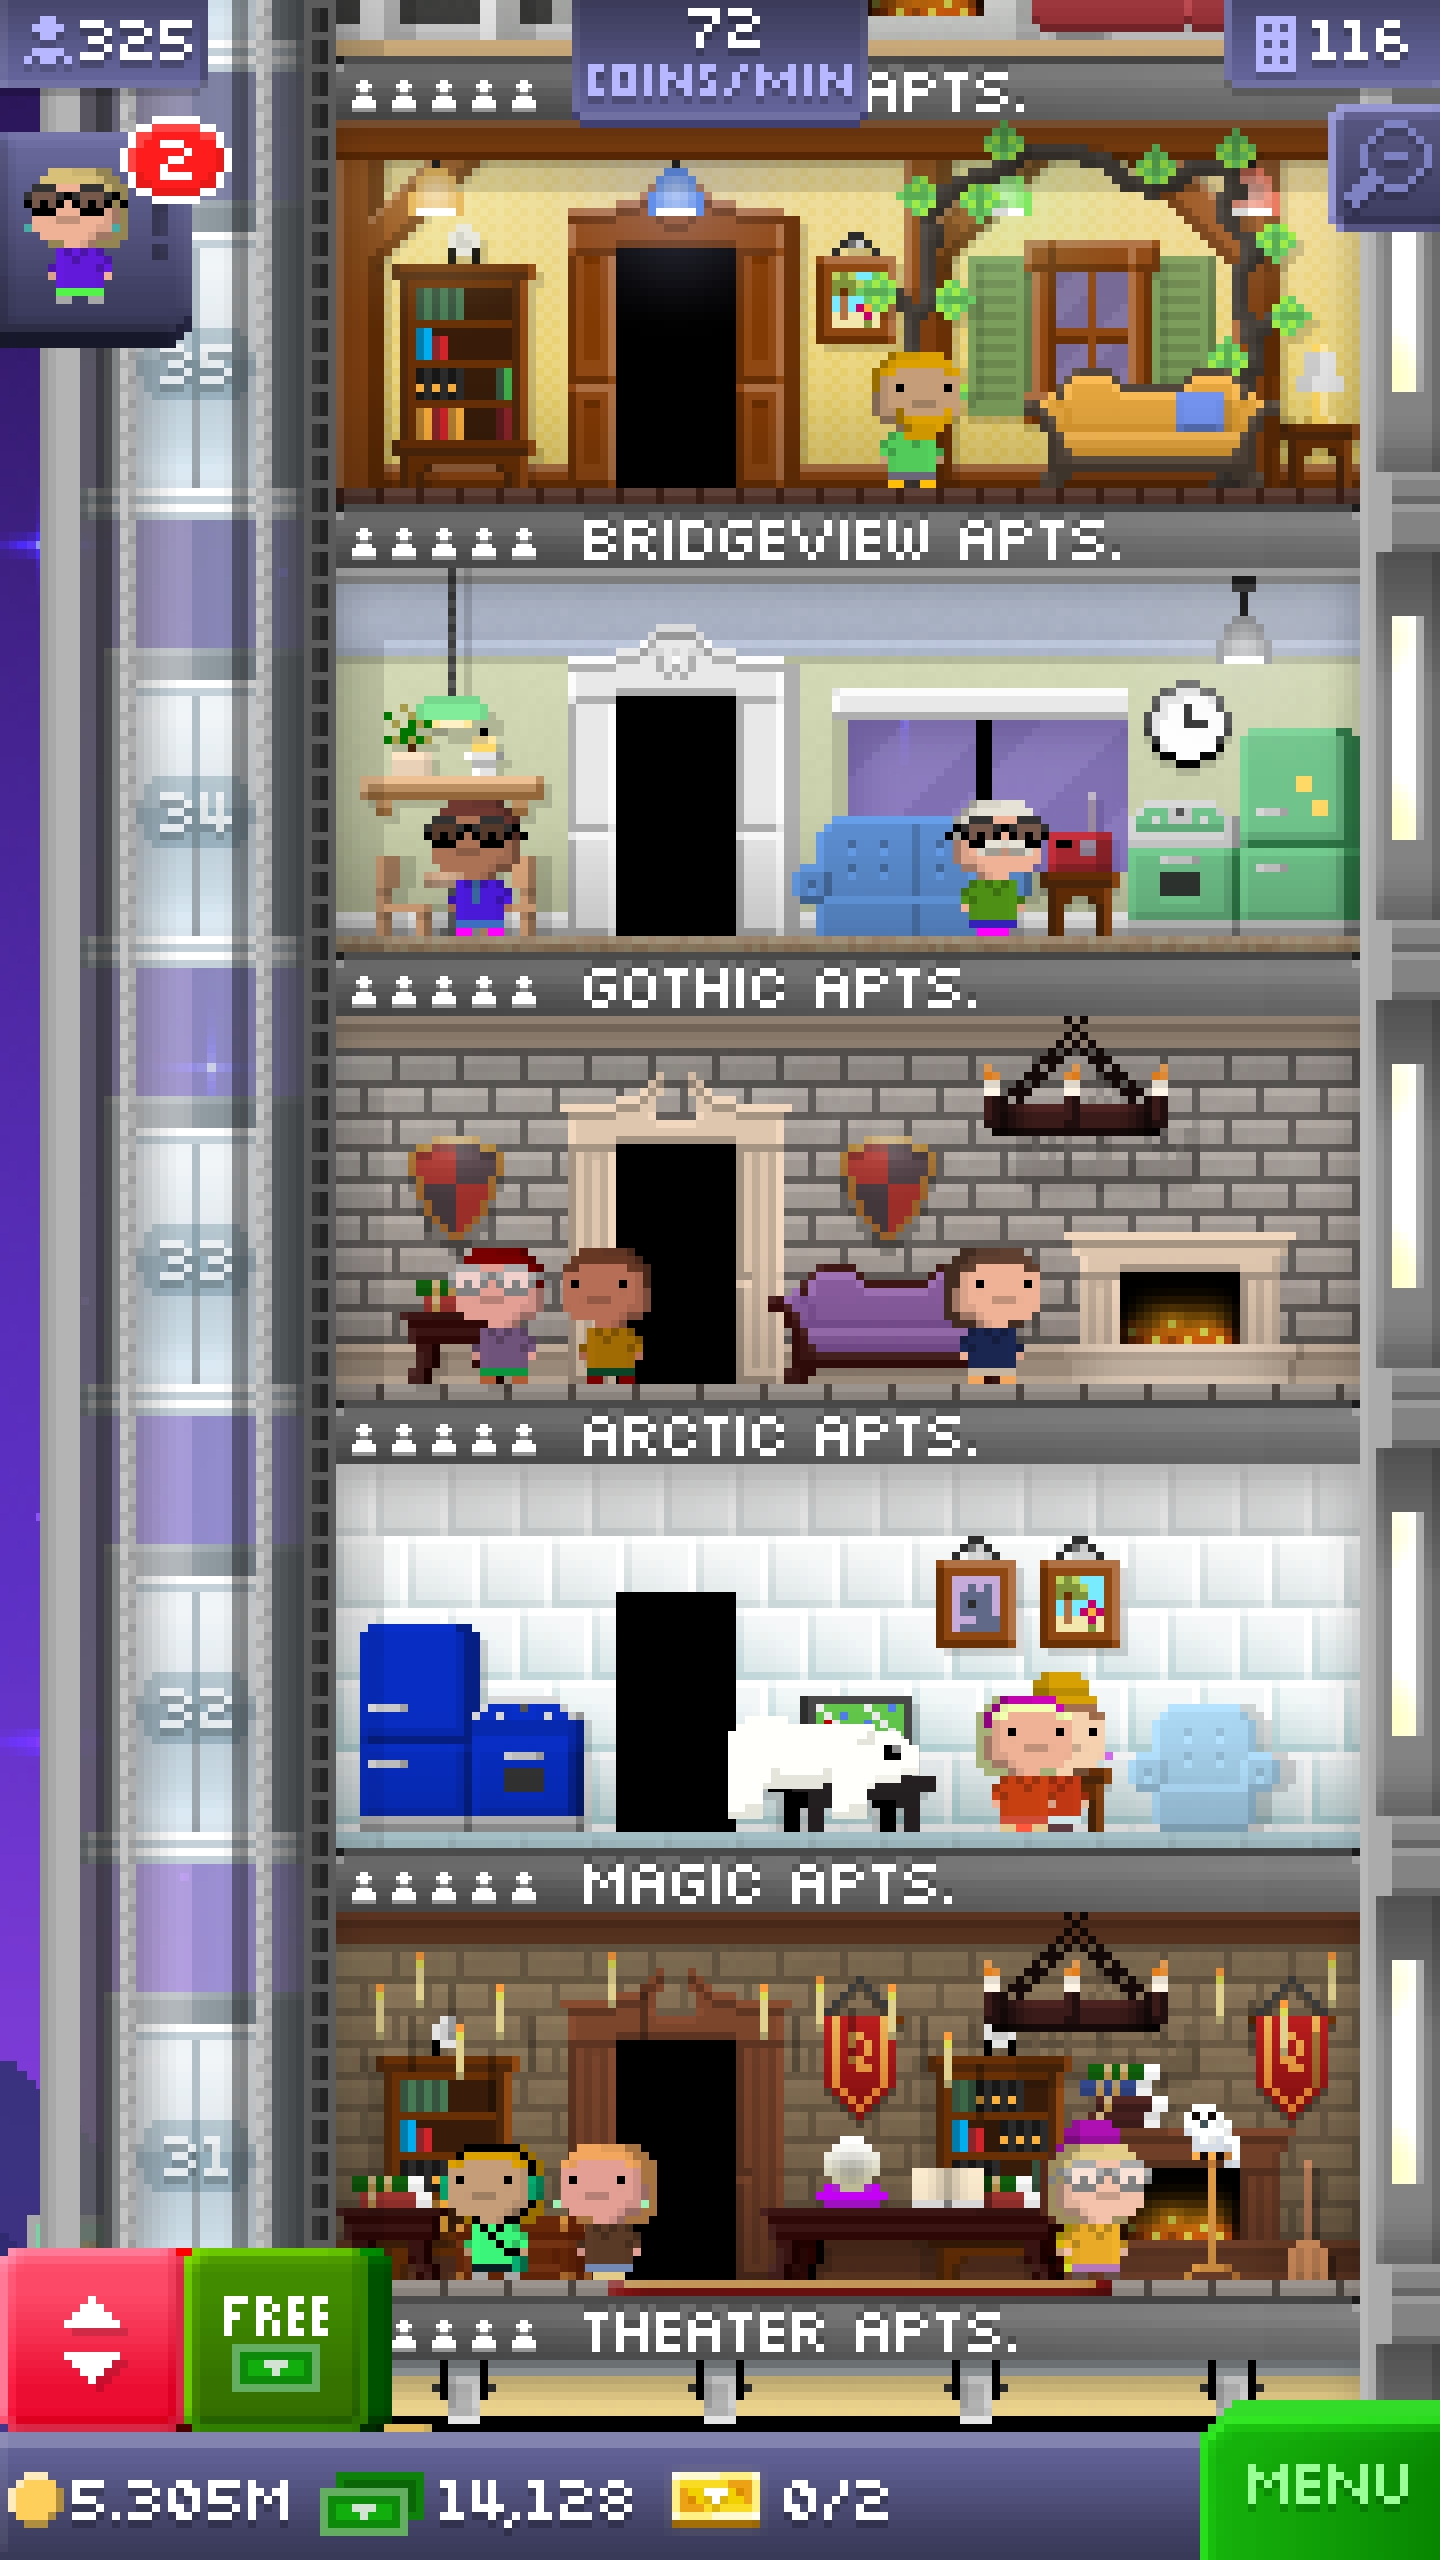 325
72
COINS/MIN
116
APTS.
2
35
BRIDGEVIEW APTS.
34
GOTHIC APTS.
33
ARCTIC APTS.
32
MAGIC APTS.
31
THEATER APTS.
FREE
5.305M
14,128
0/2
MENU